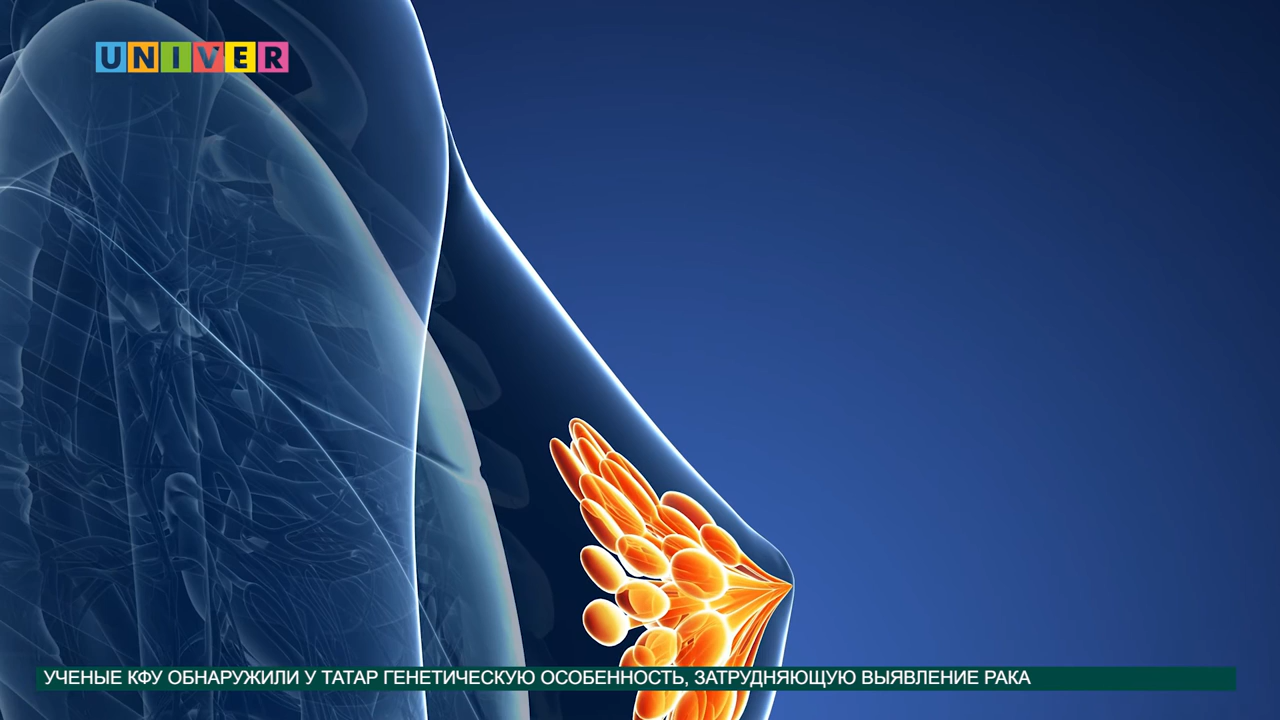 UNIVER
УЧЕНЫЕ КФУ ОБНАРУЖИЛИ У ТАТАР ГЕНЕТИЧЕСКУЮ ОСОБЕННОСТЬ, ЗАТРУДНЯЮЩУЮ ВЫЯВЛЕНИЕ РАКА